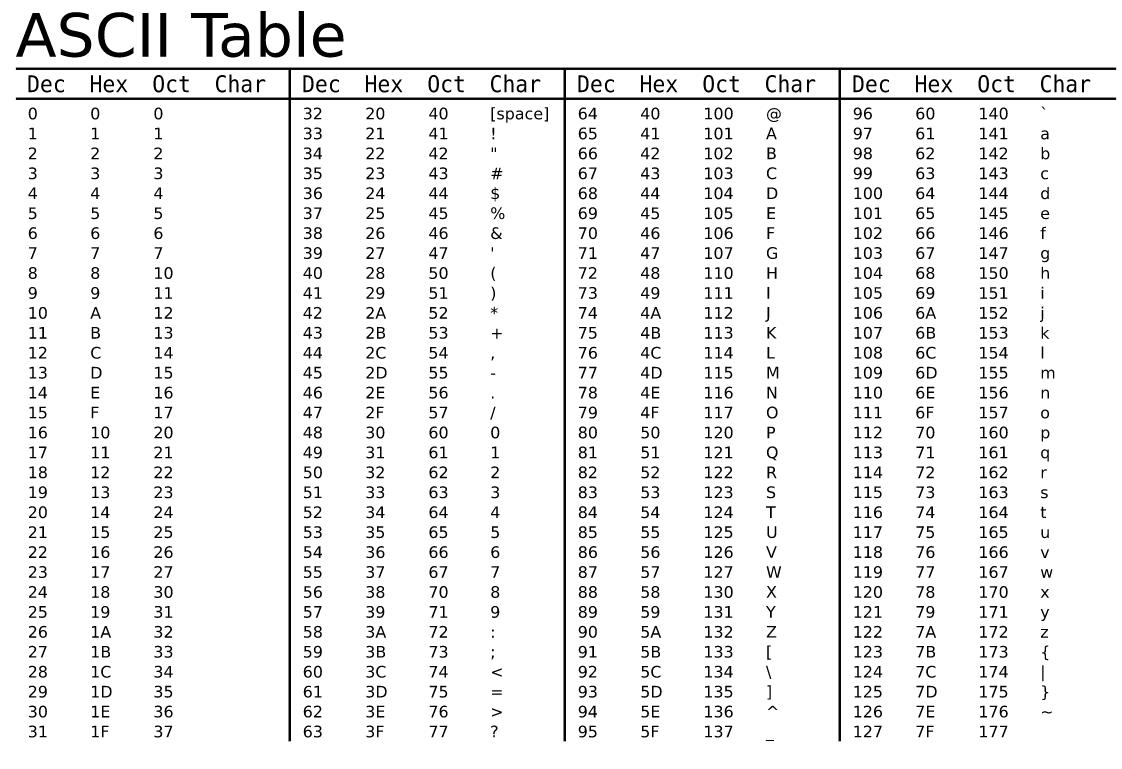 ASCII Table
Dec Hex Oct Char Dec Hex Oct Char Dec Hex Oct Char Dec Hex Oct Char
0 0 0 32 20 40 [space] 64 40 100 @ 96 60 140 `
1 1 1 33 21 41 ! 65 41 101 A 97 61 141 a
2 2 2 34 22 42 " 66 42 102 B 98 62 142 b
3 3 3 35 23 43 # 67 43 103 C 99 63 143 c
4 4 4 36 24 44 $ 68 44 104 D 100 64 144 d
5 5 5 37 25 45 % 69 45 105 E 101 65 145 e
6 6 6 38 26 46 & 70 46 106 F 102 66 146 f
7 7 7 39 27 47 ' 71 47 107 G 103 67 147 g
8 8 10 40 28 50 ( 72 48 110 H 104 68 150 h
9 9 11 41 29 51 ) 73 49 111 I 105 69 151 i
10 A 12 42 2A 52 * 74 4A 112 J 106 6A 152 j
11 B 13 43 2B 53 + 75 4B 113 K 107 6B 153 k
12 C 14 44 2C 54 , 76 4C 114 L 108 6C 154 l
13 D 15 45 2D 55 - 77 4D 115 M 109 6D 155 m
14 E 16 46 2E 56 . 78 4E 116 N 110 6E 156 n
15 F 17 47 2F 57 / 79 4F 117 O 111 6F 157 o
16 10 20 48 30 60 0 80 50 120 P 112 70 160 p
17 11 21 49 31 61 1 81 51 121 Q 113 71 161 q
18 12 22 50 32 62 2 82 52 122 R 114 72 162 r
19 13 23 51 33 63 3 83 53 123 S 115 73 163 s
20 14 24 52 34 64 4 84 54 124 T 116 74 164 t
21 15 25 53 35 65 5 85 55 125 U 117 75 165 u
22 16 26 54 36 66 6 86 56 126 V 118 76 166 v
23 17 27 55 37 67 7 87 57 127 W 119 77 167 w
24 18 30 56 38 70 8 88 58 130 X 120 78 170 x
25 19 31 57 39 71 9 89 59 131 Y 121 79 171 y
26 1A 32 58 3A 72 : 90 5A 132 Z 122 7A 172 z
27 1B 33 59 3B 73 ; 91 5B 133 [ 123 7B 173 {
28 1C 34 60 3C 74 < 92 5C 134 \ 124 7C 174 |
29 1D 35 61 3D 75 = 93 5D 135 ] 125 7D 175 }
30 1E 36 62 3E 76 > 94 5E 136 ^ 126 7E 176 ~
31 1F 37 63 3F 77 ? 95 5F 137 _ 127 7F 177